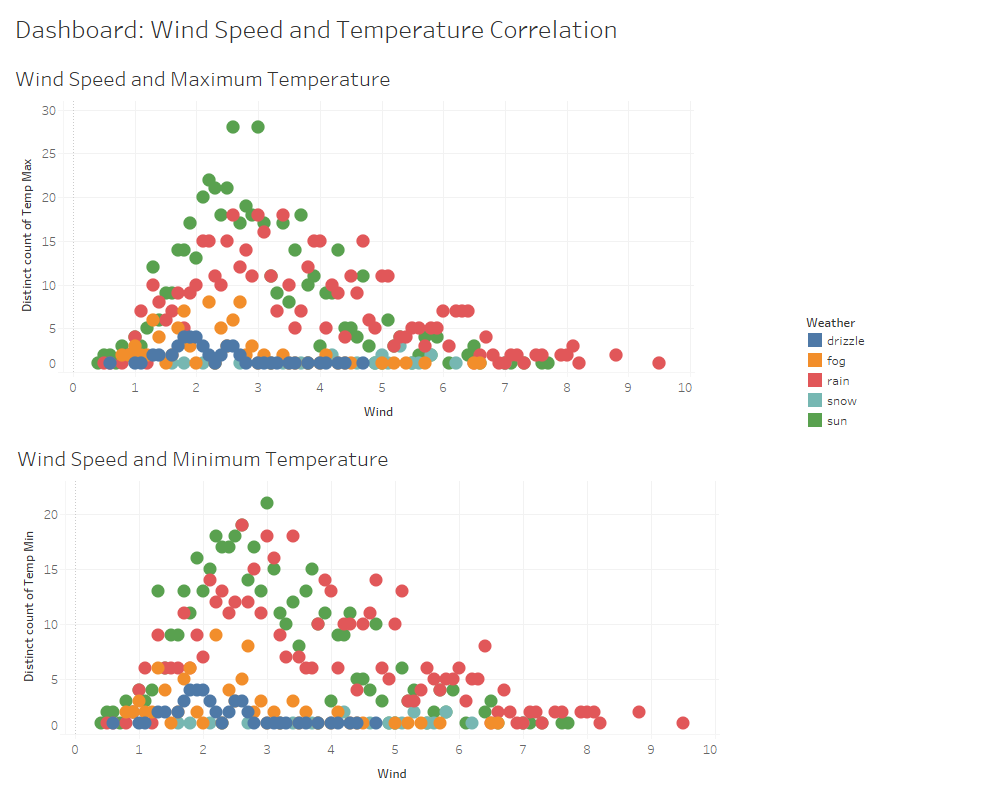 Dashboard: Wind Speed and Temperature Correlation
Wind Speed and Maximum Temperature
Distinct count of Temp Max
30
25
20
15
10
5
0
0 1 2 3 4 5 6 7 8 9 10
Wind
Weather
drizzle
fog
rain
snow
sun
Wind Speed and Minimum Temperature
Distinct count of Temp Min
20
15
10
5
0
0 1 2 3 4 5 6 7 8 9 10
Wind